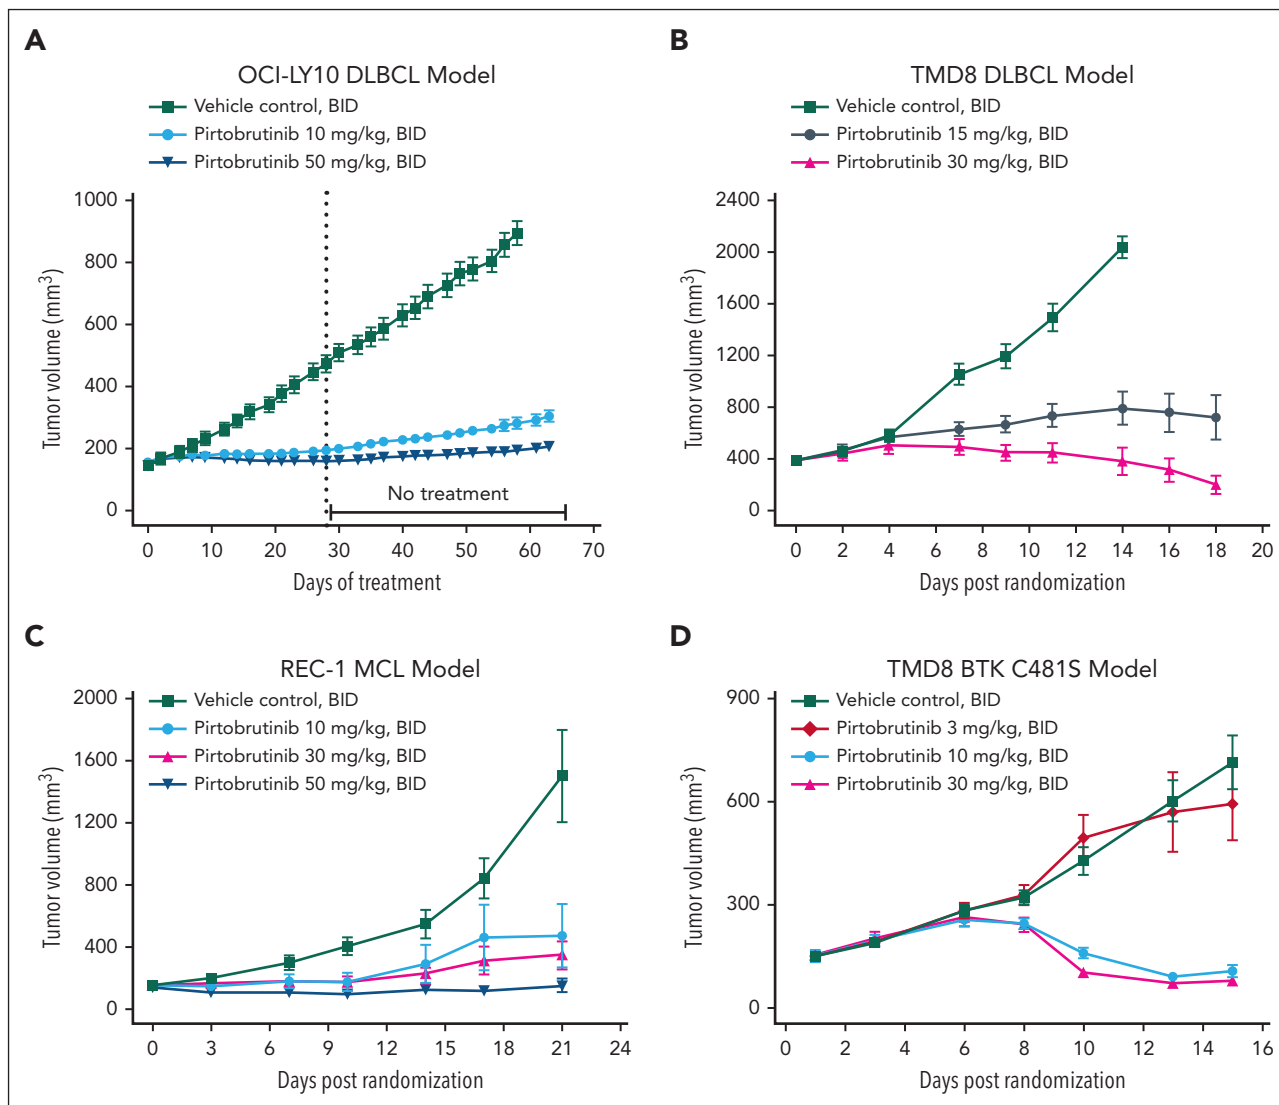 A
OCI-LY10 DLBCL Model
Vehicle control, BID
Pirtobrutinib 10 mg/kg, BID
Pirtobrutinib 50 mg/kg, BID
Tumor volume (mm³)
1000
800
600
400
200
0
No treatment
0 10 20 30 40 50 60 70
Days of treatment
B
TMD8 DLBCL Model
Vehicle control, BID
Pirtobrutinib 15 mg/kg, BID
Pirtobrutinib 30 mg/kg, BID
Tumor volume (mm³)
2400
2000
1600
1200
800
400
0
0 2 4 6 8 10 12 14 16 18 20
Days post randomization
C
REC-1 MCL Model
Vehicle control, BID
Pirtobrutinib 10 mg/kg, BID
Pirtobrutinib 30 mg/kg, BID
Pirtobrutinib 50 mg/kg, BID
Tumor volume (mm³)
2000
1600
1200
800
400
0
0 3 6 9 12 15 18 21 24
Days post randomization
D
TMD8 BTK C481S Model
Vehicle control, BID
Pirtobrutinib 3 mg/kg, BID
Pirtobrutinib 10 mg/kg, BID
Pirtobrutinib 30 mg/kg, BID
Tumor volume (mm³)
900
600
300
0
0 2 4 6 8 10 12 14 16
Days post randomization